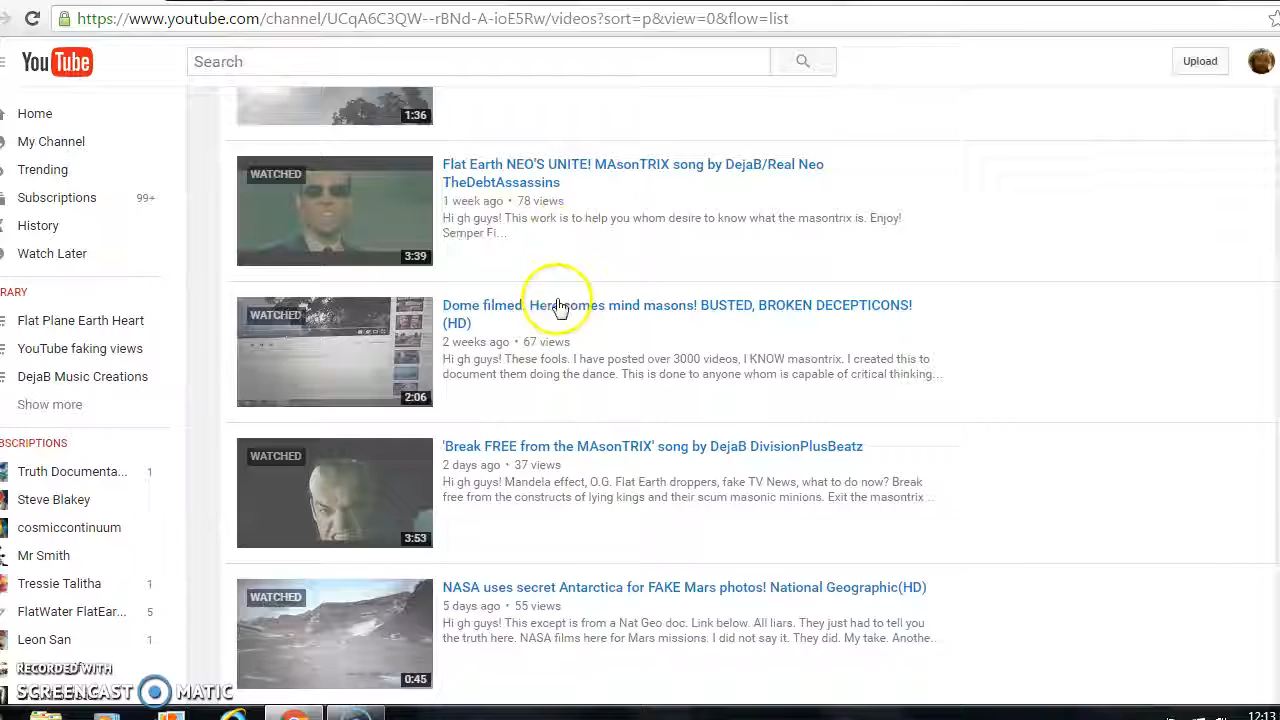 https://www.youtube.com/channel/UCqA6C3QW--rBNd-A-ioE5Rw/videos?sort=p&view=0&flow=list
YouTube
Search
Upload
Home
My Channel
Trending
Subscriptions 99+
History
Watch Later
RARY
Flat Plane Earth Heart
YouTube faking views
DejaB Music Creations
Show more
BSCRIPTIONS
Truth Documenta... 1
Steve Blakey
cosmiccontinuum
Mr Smith
Tressie Talitha 1
FlatWater FlatEar... 5
Leon San 1
1:36
WATCHED
3:39
Flat Earth NEO'S UNITE! MAsonTRIX song by DejaB/Real Neo
TheDebtAssassins
1 week ago • 78 views
Hi gh guys! This work is to help you whom desire to know what the masontrix is. Enjoy!
Semper Fi...
WATCHED
2:06
Dome filmed. Here comes mind masons! BUSTED, BROKEN DECEPTICONS!
(HD)
2 weeks ago • 67 views
Hi gh guys! These fools. I have posted over 3000 videos, I KNOW masontrix. I created this to
document them doing the dance. This is done to anyone whom is capable of critical thinking...
WATCHED
3:53
'Break FREE from the MAsonTRIX' song by DejaB DivisionPlusBeatz
2 days ago • 37 views
Hi gh guys! Mandela effect, O.G. Flat Earth droppers, fake TV News, what to do now? Break
free from the constructs of lying kings and their scum masonic minions. Exit the masontrix ...
WATCHED
0:45
NASA uses secret Antarctica for FAKE Mars photos! National Geographic(HD)
5 days ago • 55 views
Hi gh guys! This except is from a Nat Geo doc. Link below. All liars. They just had to tell you
the truth here. NASA films here for Mars missions. I did not say it. They did. My take. Anothe...
RECORDED WITH
SCREENCAST MATIC
12:13